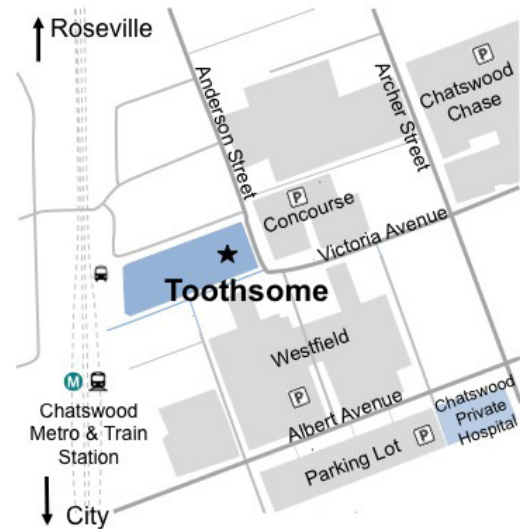 Roseville
Anderson Street
Archer Street
P
Chatswood
Chase
P
Concourse
Victoria Avenue
Toothsome
Westfield
M
Chatswood
Metro & Train
Station
P
Albert Avenue
Chatswood
Private
Hospital
Parking Lot
P
City